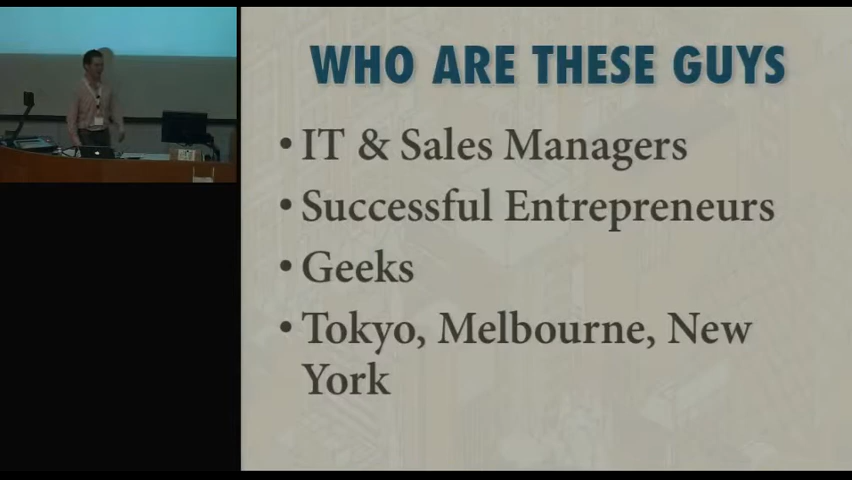 WHO ARE THESE GUYS
• IT & Sales Managers
• Successful Entrepreneurs
• Geeks
• Tokyo, Melbourne, New
York